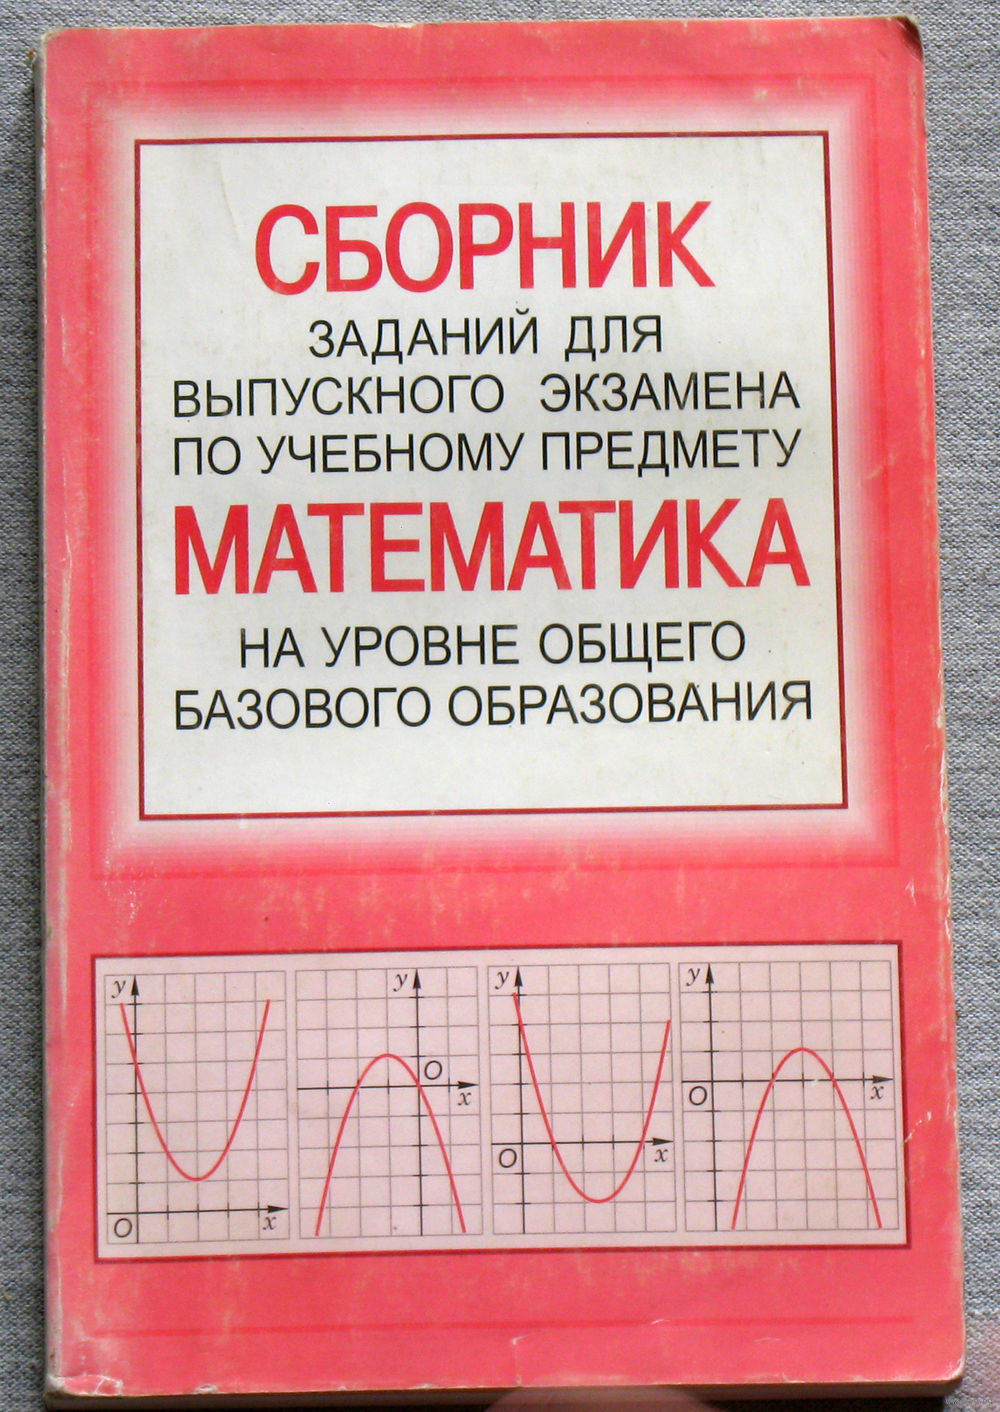 СБОРНИК
ЗАДАНИЙ ДЛЯ
ВЫПУСКНОГО ЭКЗАМЕНА
ПО УЧЕБНОМУ ПРЕДМЕТУ
МАТЕМАТИКА
НА УРОВНЕ ОБЩЕГО
БАЗОВОГО ОБРАЗОВАНИЯ
y
O
x
y
O
x
y
O
x
y
O
x